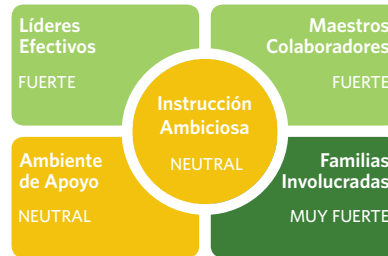 Líderes
Efectivos
FUERTE
Maestros
Colaboradores
FUERTE
Instrucción
Ambiciosa
NEUTRAL
Ambiente
de Apoyo
NEUTRAL
Familias
Involucradas
MUY FUERTE